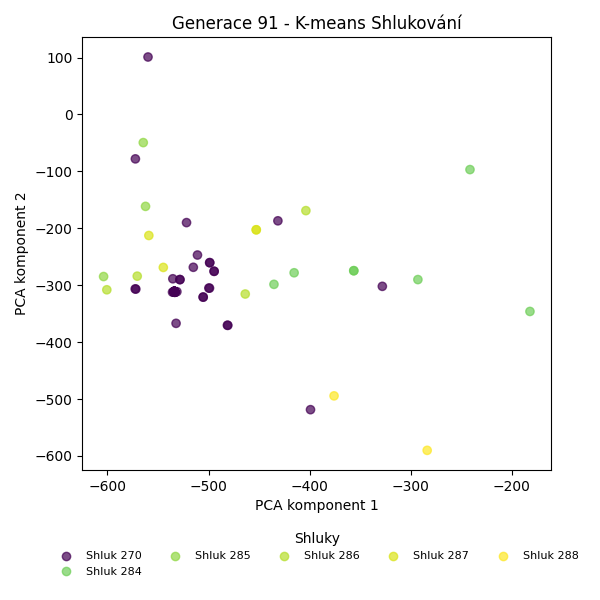 Generace 91 - K-means Shlukování
100
0
−100
−200
−300
−400
−500
−600
PCA komponent 2
−600 −500 −400 −300 −200
PCA komponent 1
Shluky
Shluk 270 Shluk 285 Shluk 286 Shluk 287 Shluk 288
Shluk 284